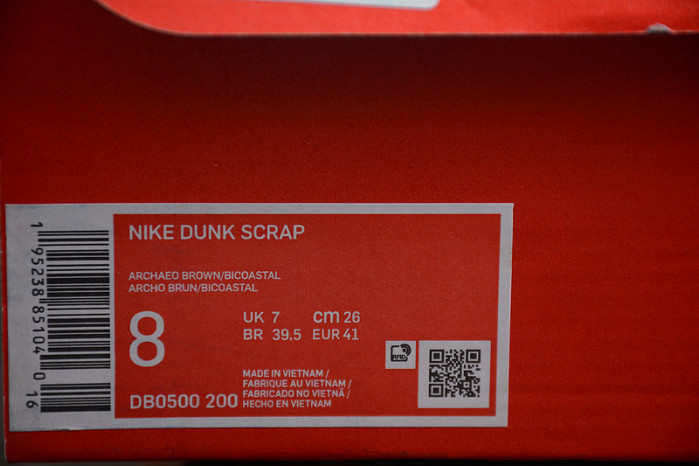 NIKE DUNK SCRAP
ARCHAEO BROWN/BICOASTAL
ARCHO BRUN/BICOASTAL
8
UK 7 cm 26
BR 39.5 EUR 41
MADE IN VIETNAM /
FABRIQUE AU VIETNAM /
FABRICADO NO VIETNÃ /
HECHO EN VIETNAM
DB0500 200
RFID
1 95238 85104 0 16